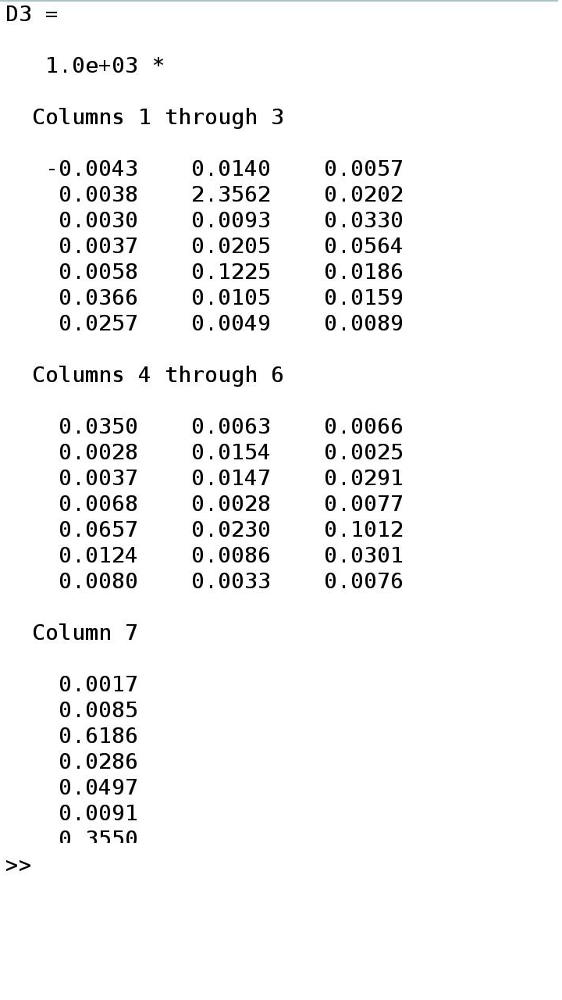 D3 =
1.0e+03 *
Columns 1 through 3
-0.0043 0.0140 0.0057
0.0038 2.3562 0.0202
0.0030 0.0093 0.0330
0.0037 0.0205 0.0564
0.0058 0.1225 0.0186
0.0366 0.0105 0.0159
0.0257 0.0049 0.0089
Columns 4 through 6
0.0350 0.0063 0.0066
0.0028 0.0154 0.0025
0.0037 0.0147 0.0291
0.0068 0.0028 0.0077
0.0657 0.0230 0.1012
0.0124 0.0086 0.0301
0.0080 0.0033 0.0076
Column 7
0.0017
0.0085
0.6186
0.0286
0.0497
0.0091
0.3550
>>